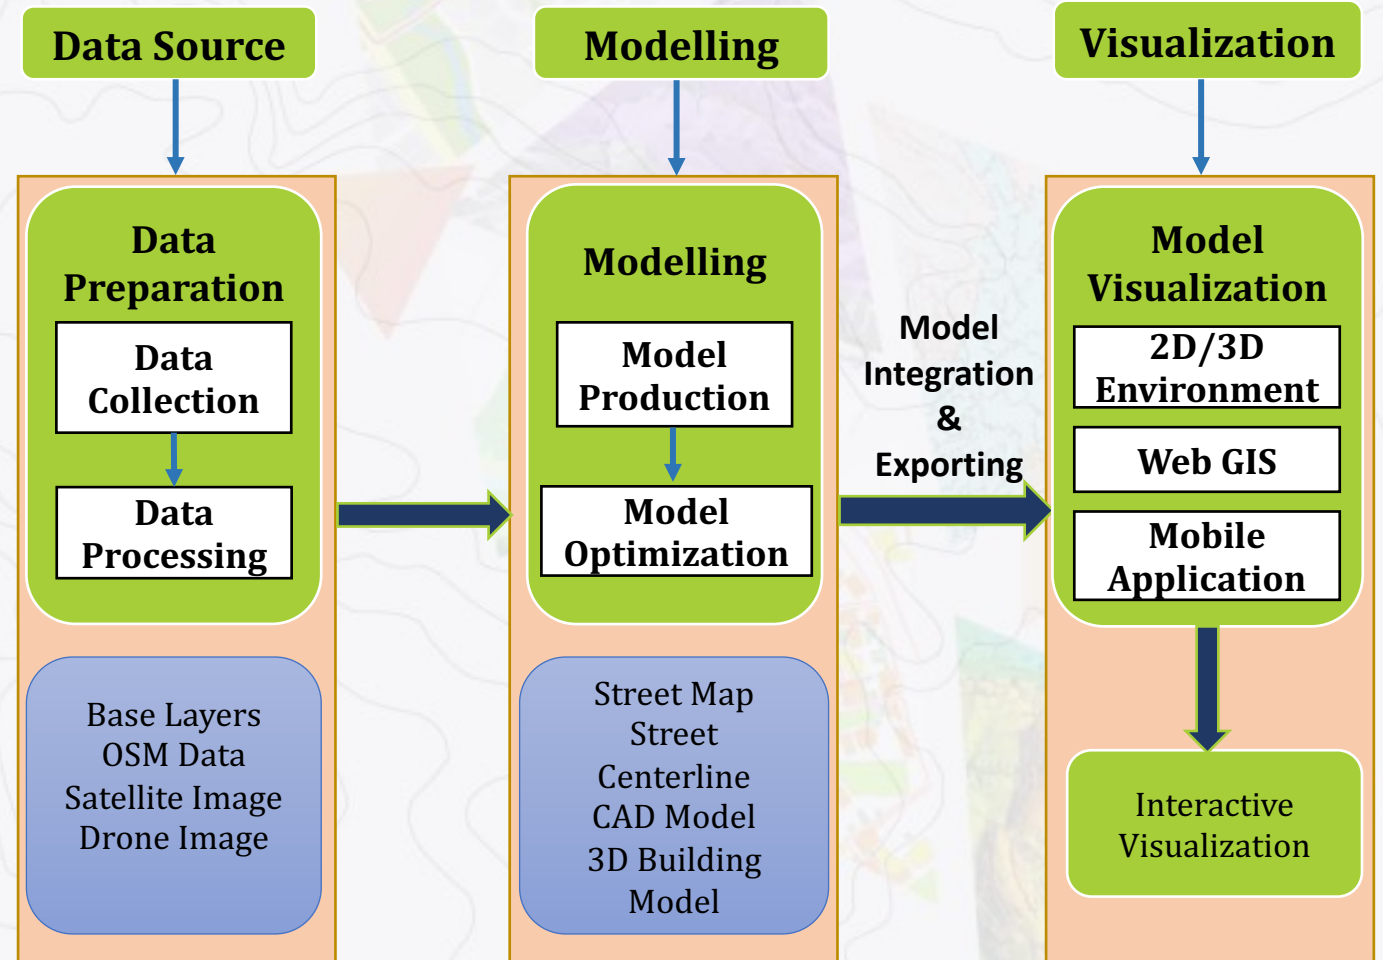 Data Source
Modelling
Visualization
Data
Preparation
Data
Collection
Data
Processing
Base Layers
OSM Data
Satellite Image
Drone Image
Modelling
Model
Production
Model
Optimization
Street Map
Street
Centerline
CAD Model
3D Building
Model
Model
Integration
&
Exporting
Model
Visualization
2D/3D
Environment
Web GIS
Mobile
Application
Interactive
Visualization